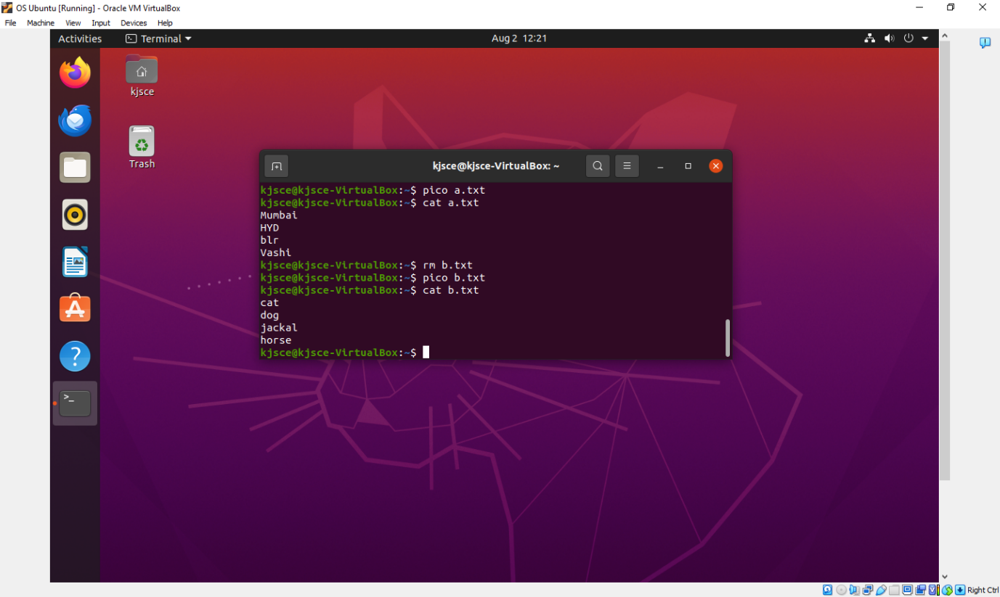 OS Ubuntu [Running] - Oracle VM VirtualBox
File Machine View Input Devices Help
Activities Terminal Aug 2 12:21
kjsce
Trash
kjsce@kjsce-VirtualBox: ~
kjsce@kjsce-VirtualBox:~$ pico a.txt
kjsce@kjsce-VirtualBox:~$ cat a.txt
Mumbai
HYD
blr
Vashi
kjsce@kjsce-VirtualBox:~$ rm b.txt
kjsce@kjsce-VirtualBox:~$ pico b.txt
kjsce@kjsce-VirtualBox:~$ cat b.txt
cat
dog
jackal
horse
kjsce@kjsce-VirtualBox:~$
Right Ctrl